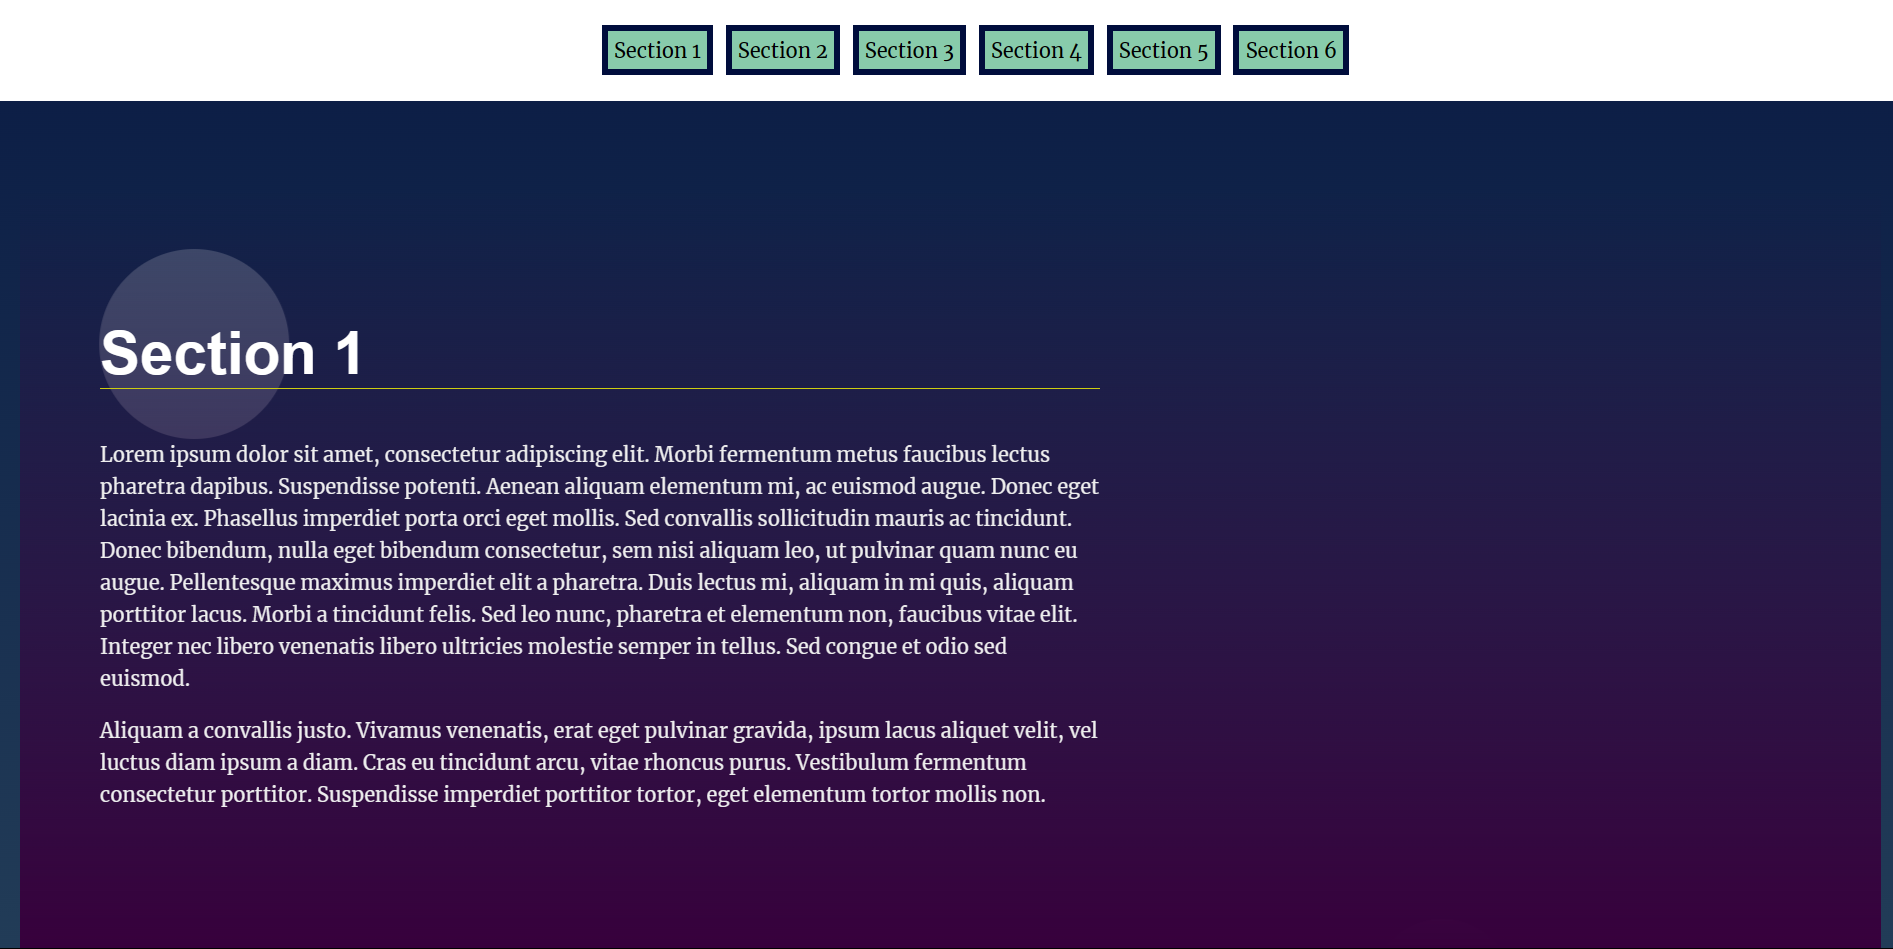 Section 1 Section 2 Section 3 Section 4 Section 5 Section 6
Section 1
Lorem ipsum dolor sit amet, consectetur adipiscing elit. Morbi fermentum metus faucibus lectus
pharetra dapibus. Suspendisse potenti. Aenean aliquam elementum mi, ac euismod augue. Donec eget
lacinia ex. Phasellus imperdiet porta orci eget mollis. Sed convallis sollicitudin mauris ac tincidunt.
Donec bibendum, nulla eget bibendum consectetur, sem nisi aliquam leo, ut pulvinar quam nunc eu
augue. Pellentesque maximus imperdiet elit a pharetra. Duis lectus mi, aliquam in mi quis, aliquam
porttitor lacus. Morbi a tincidunt felis. Sed leo nunc, pharetra et elementum non, faucibus vitae elit.
Integer nec libero venenatis libero ultricies molestie semper in tellus. Sed congue et odio sed
euismod.
Aliquam a convallis justo. Vivamus venenatis, erat eget pulvinar gravida, ipsum lacus aliquet velit, vel
luctus diam ipsum a diam. Cras eu tincidunt arcu, vitae rhoncus purus. Vestibulum fermentum
consectetur porttitor. Suspendisse imperdiet porttitor tortor, eget elementum tortor mollis non.